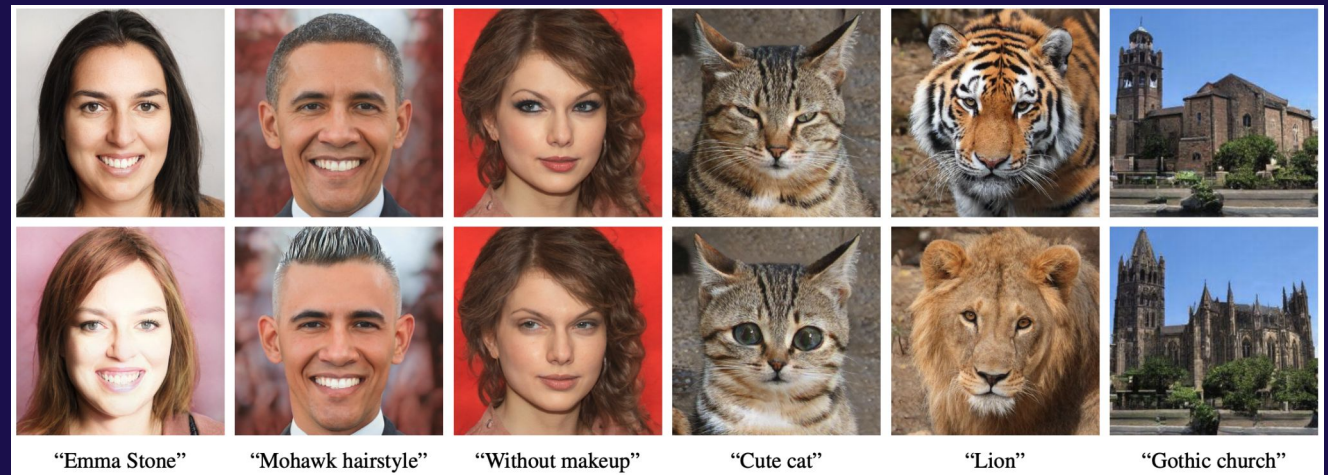 “Emma Stone” “Mohawk hairstyle” “Without makeup” “Cute cat” “Lion” “Gothic church”